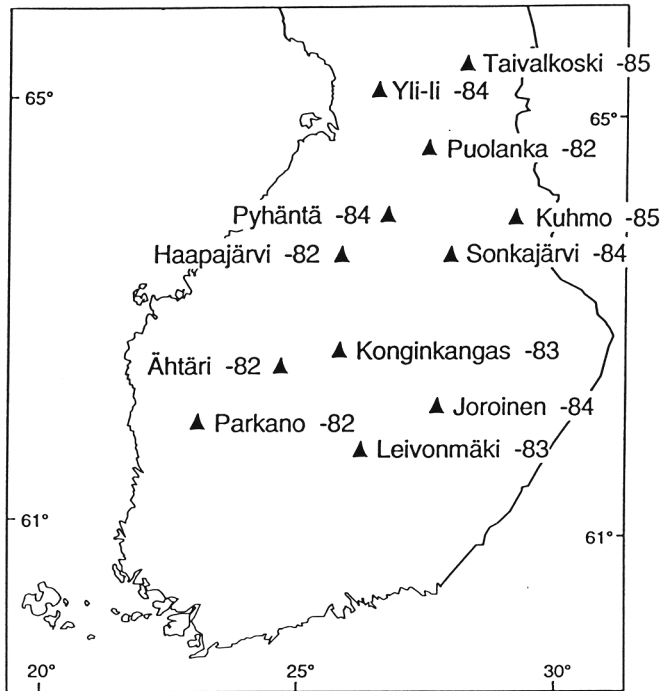 Taivalkoski -85
Yli-Ii -84
65°
65°
Puolanka -82
Pyhäntä -84
Kuhmo -85
Haapajärvi -82
Sonkajärvi -84
Konginkangas -83
Ähtäri -82
Joroinen -84
Parkano -82
Leivonmäki -83
61°
61°
20°
25°
30°